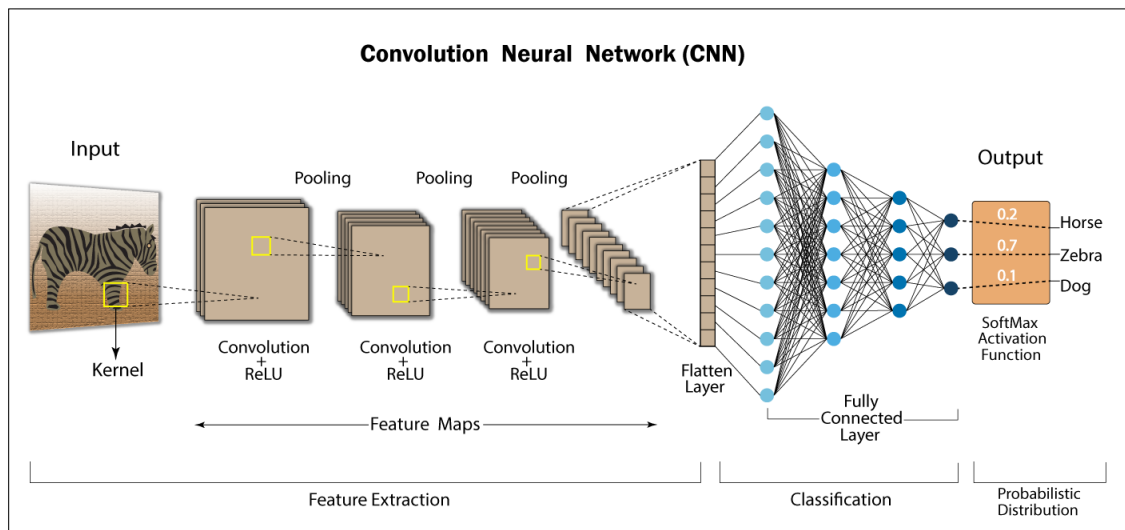 Convolution Neural Network (CNN)
Input
Output
Pooling
Pooling
Pooling
0.2
Horse
0.7
Zebra
0.1
Dog
Kernel
Convolution
+
ReLU
Convolution
+
ReLU
Convolution
+
ReLU
Flatten
Layer
SoftMax
Activation
Function
Feature Maps
Fully
Connected
Layer
Feature Extraction
Classification
Probabilistic
Distribution